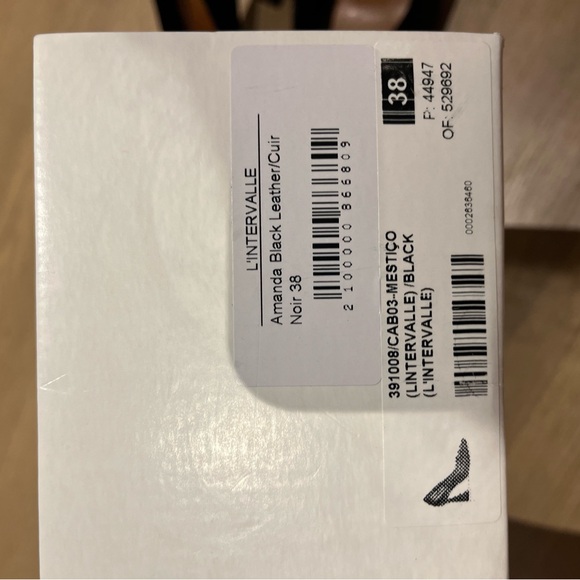 L'INTERVALLE
Amanda Black Leather/Cuir
Noir 38
2 100000 866809
38
P: 44947
OF: 529692
0002636460
391008/CAB03-MESTIÇO
(LINTERVALLE) /BLACK
(L'INTERVALLE)